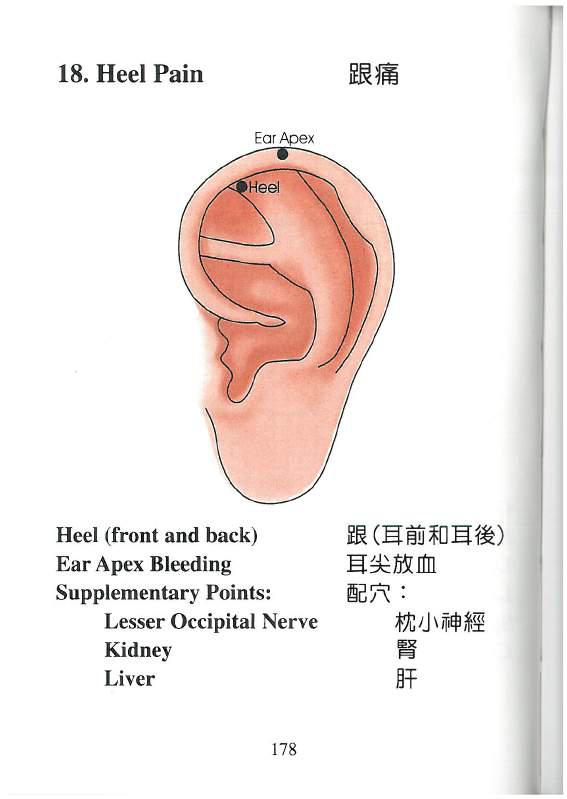 18. Heel Pain 跟痛
Ear Apex
Heel
Heel (front and back) 跟(耳前和耳後)
Ear Apex Bleeding 耳尖放血
Supplementary Points: 配穴：
Lesser Occipital Nerve 枕小神經
Kidney 腎
Liver 肝
178